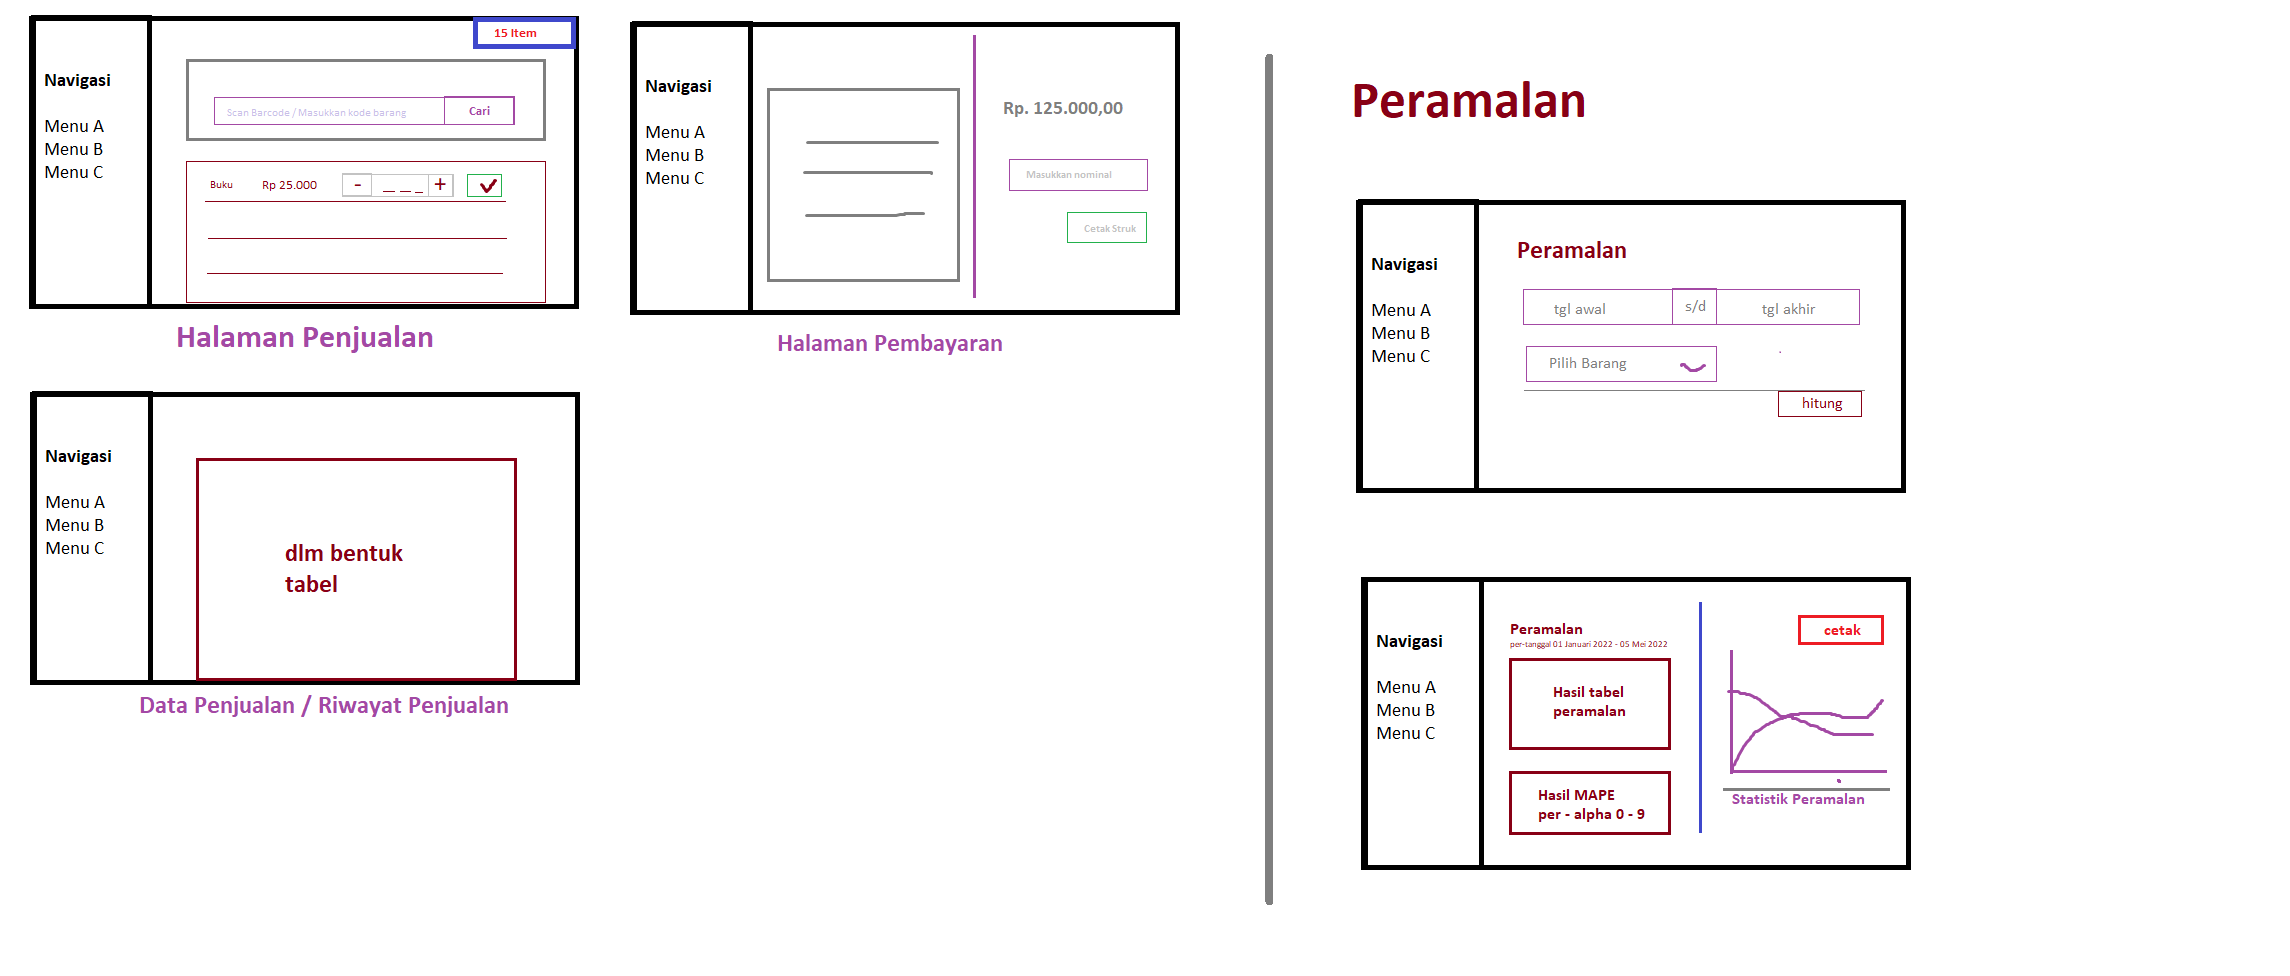 15 Item
Navigasi
Menu A
Menu B
Menu C
Scan Barcode / Masukkan kode barang
Cari
Buku Rp 25.000 - _ _ _ +
Halaman Penjualan
Navigasi
Menu A
Menu B
Menu C
Rp. 125.000,00
Masukkan nominal
Cetak Struk
Halaman Pembayaran
Navigasi
Menu A
Menu B
Menu C
dlm bentuk
tabel
Data Penjualan / Riwayat Penjualan
Peramalan
Navigasi
Menu A
Menu B
Menu C
Peramalan
tgl awal s/d tgl akhir
Pilih Barang
hitung
Navigasi
Menu A
Menu B
Menu C
Peramalan
per-tanggal 01 Januari 2022 - 05 Mei 2022
Hasil tabel
peramalan
Hasil MAPE
per - alpha 0 - 9
cetak
Statistik Peramalan